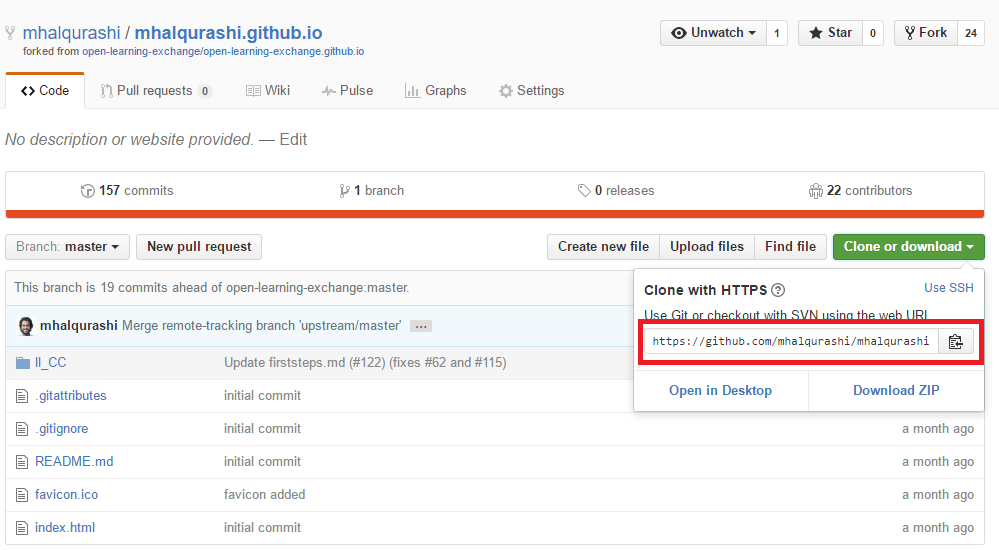 mhalqurashi / mhalqurashi.github.io
forked from open-learning-exchange/open-learning-exchange.github.io
Unwatch 1 Star 0 Fork 24
Code Pull requests 0 Wiki Pulse Graphs Settings
No description or website provided. — Edit
157 commits 1 branch 0 releases 22 contributors
Branch: master New pull request Create new file Upload files Find file Clone or download
This branch is 19 commits ahead of open-learning-exchange:master.
mhalqurashi Merge remote-tracking branch 'upstream/master' ...
Clone with HTTPS ? Use SSH
Use Git or checkout with SVN using the web URL
https://github.com/mhalqurashi/mhalqurashi
Open in Desktop Download ZIP
II_CC Update firststeps.md (#122) (fixes #62 and #115)
.gitattributes initial commit
.gitignore initial commit a month ago
README.md initial commit a month ago
favicon.ico favicon added a month ago
index.html initial commit a month ago